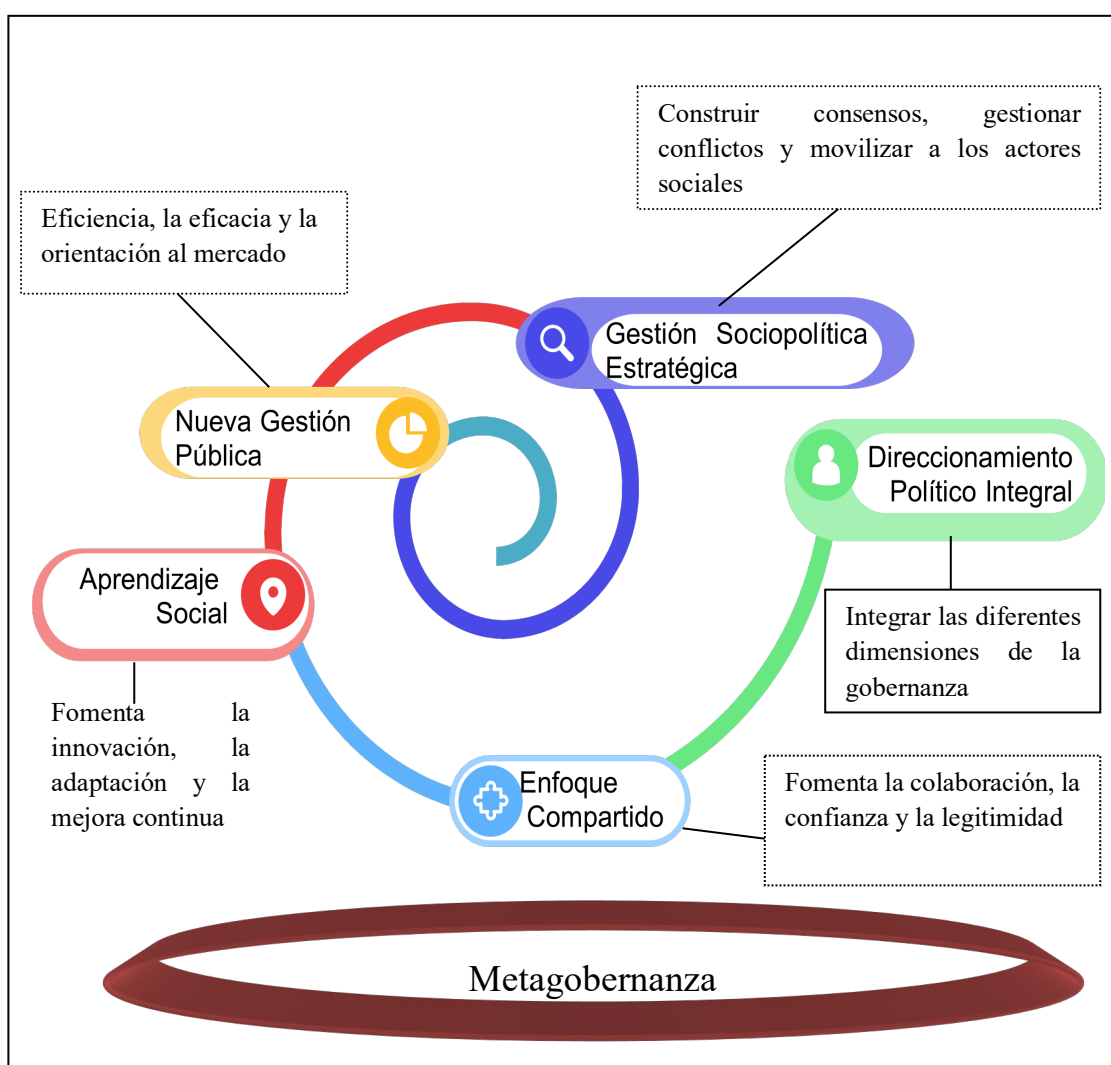 Construir consensos, gestionar
conflictos y movilizar a los actores
sociales
Eficiencia, la eficacia y la
orientación al mercado
Gestión Sociopolítica
Estratégica
Nueva Gestión
Pública
Direccionamiento
Político Integral
Aprendizaje
Social
Integrar las diferentes
dimensiones de la
gobernanza
Fomenta la
innovación, la
adaptación y la
mejora continua
Enfoque
Compartido
Fomenta la colaboración, la
confianza y la legitimidad
Metagobernanza